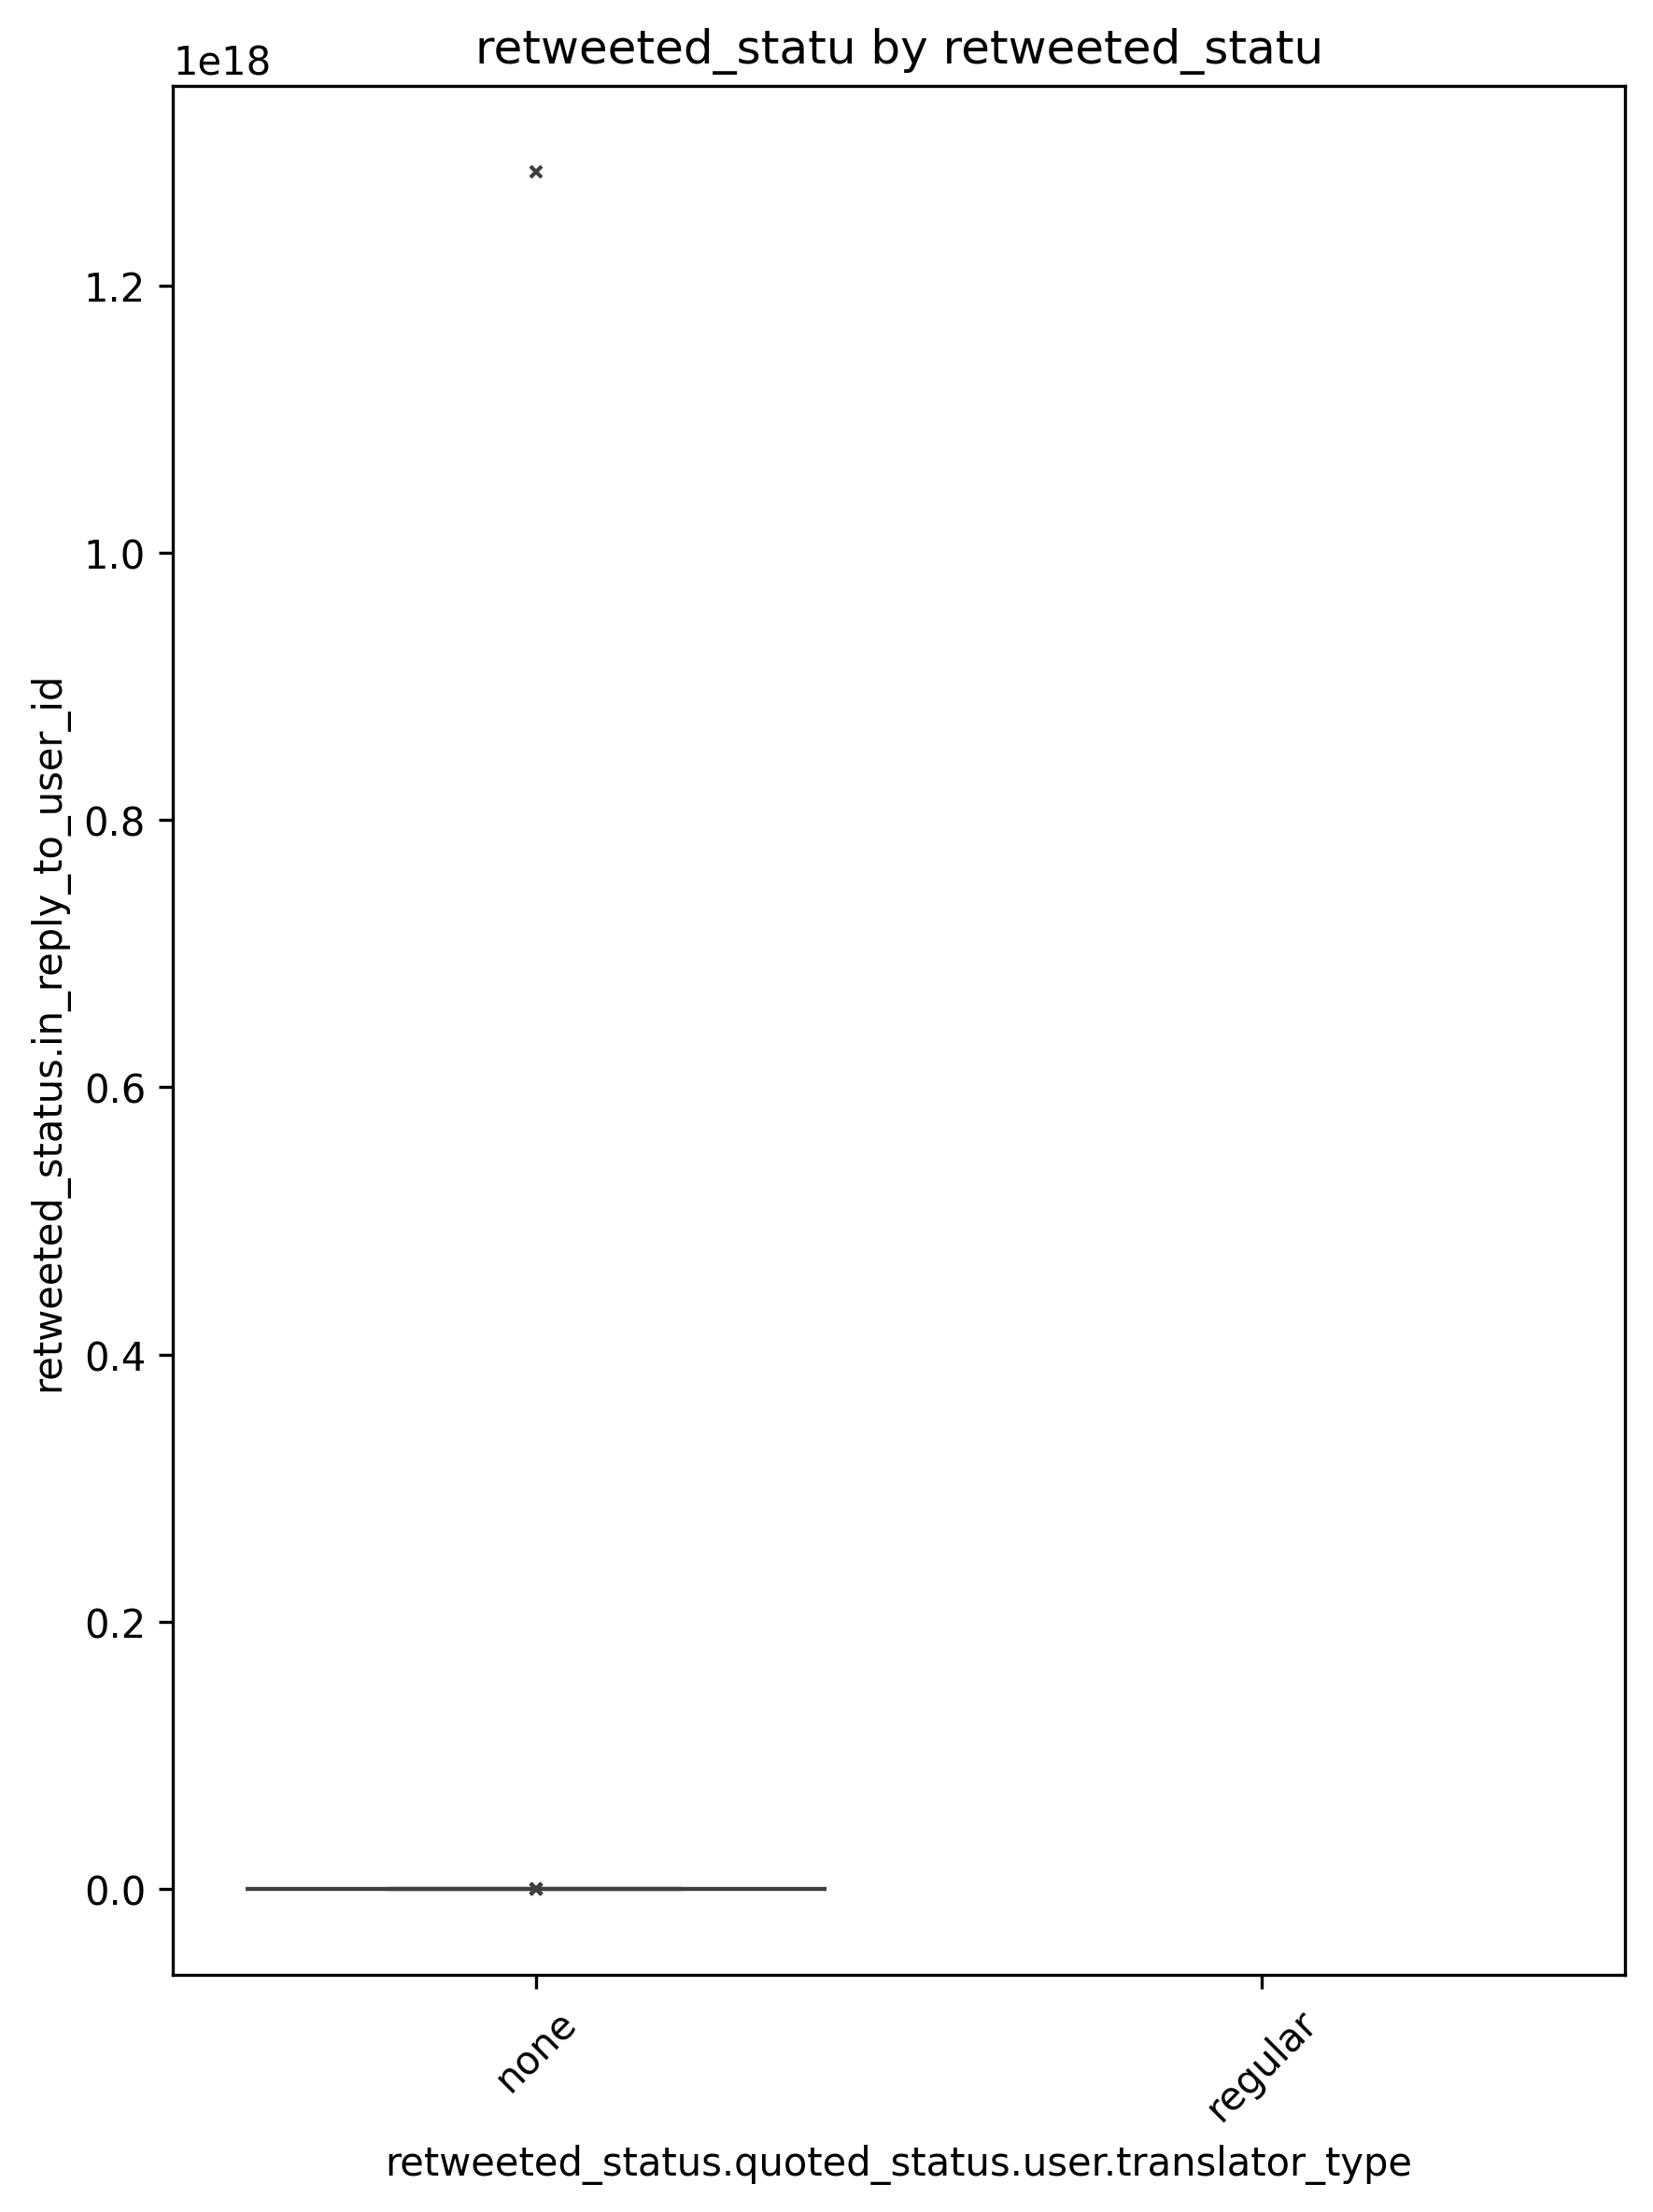 retweeted_statu by retweeted_statu
1e18
1.2
1.0
0.8
0.6
0.4
0.2
0.0
retweeted_status.in_reply_to_user_id
none
regular
retweeted_status.quoted_status.user.translator_type